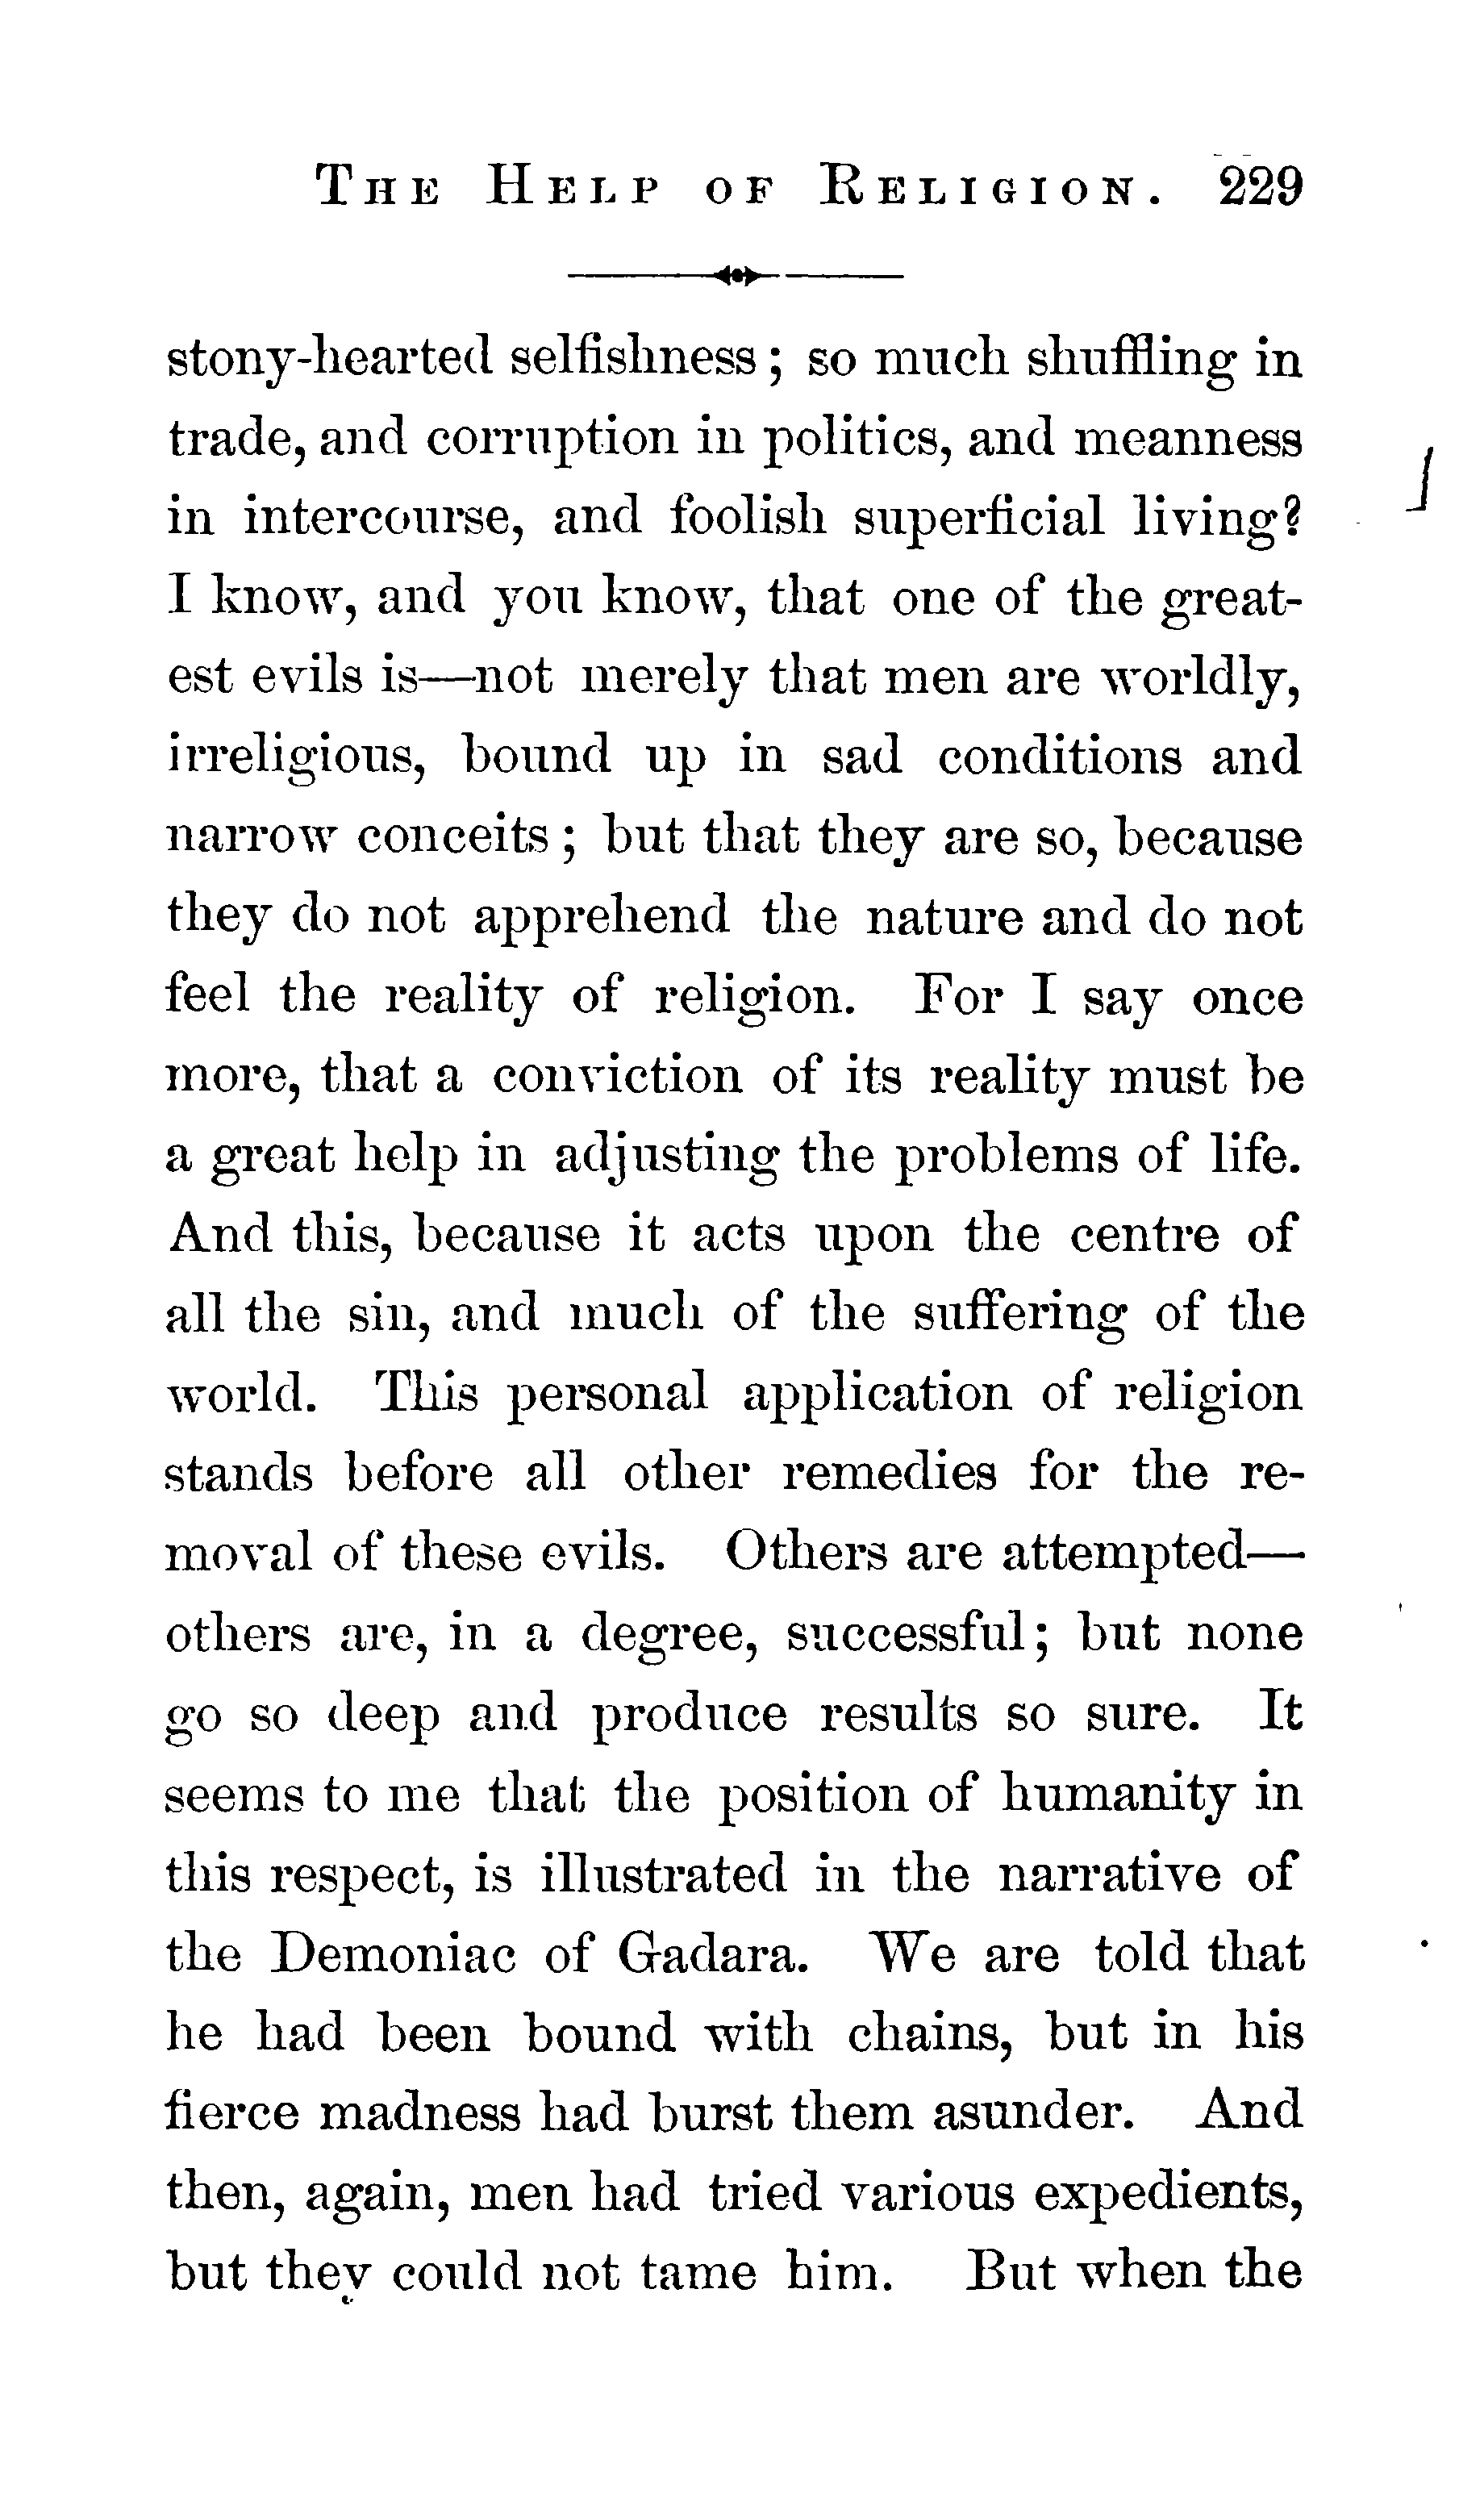 THE HELP OF RELIGION. 229
stony-hearted selfishness; so much shuffling in
trade, and corruption in politics, and meanness
in intercourse, and foolish superficial living?
I know, and you know, that one of the great-
est evils is—not merely that men are worldly,
irreligious, bound up in sad conditions and
narrow conceits; but that they are so, because
they do not apprehend the nature and do not
feel the reality of religion. For I say once
more, that a conviction of its reality must be
a great help in adjusting the problems of life.
And this, because it acts upon the centre of
all the sin, and much of the suffering of the
world. This personal application of religion
stands before all other remedies for the re-
moval of these evils. Others are attempted—
others are, in a degree, successful; but none
go so deep and produce results so sure. It
seems to me that the position of humanity in
this respect, is illustrated in the narrative of
the Demoniac of Gadara. We are told that
he had been bound with chains, but in his
fierce madness had burst them asunder. And
then, again, men had tried various expedients,
but they could not tame him. But when the